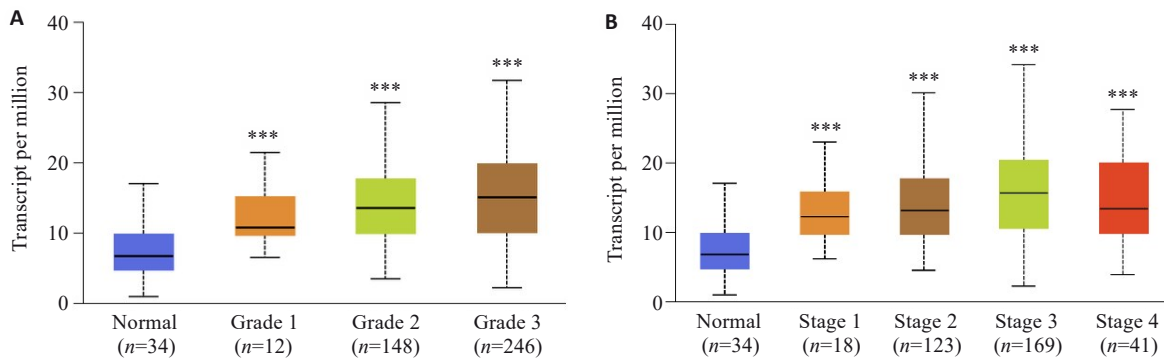 A
Transcript per million
40
30
20
10
0
***
***
***
Normal
(n=34)
Grade 1
(n=12)
Grade 2
(n=148)
Grade 3
(n=246)
B
Transcript per million
40
30
20
10
0
***
***
***
***
Normal
(n=34)
Stage 1
(n=18)
Stage 2
(n=123)
Stage 3
(n=169)
Stage 4
(n=41)